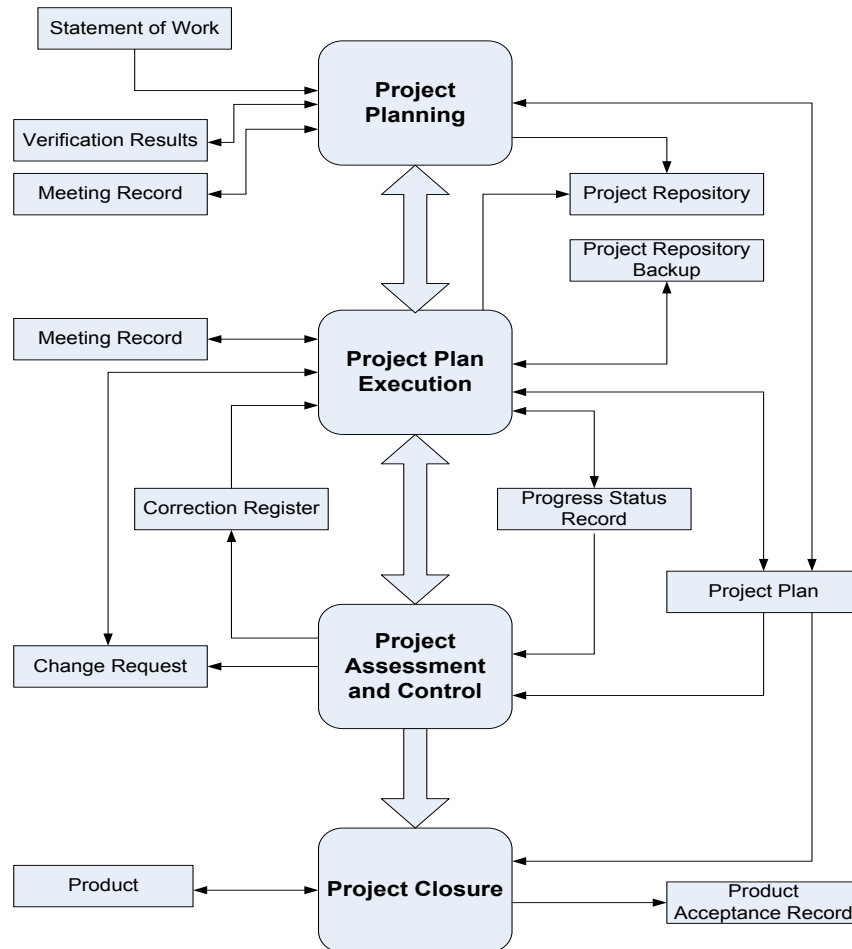 Statement of Work
Project
Planning
Verification Results
Meeting Record
Project Repository
Project Repository
Backup
Meeting Record
Project Plan
Execution
Correction Register
Progress Status
Record
Project Plan
Project
Assessment
and Control
Change Request
Product
Project Closure
Product
Acceptance Record